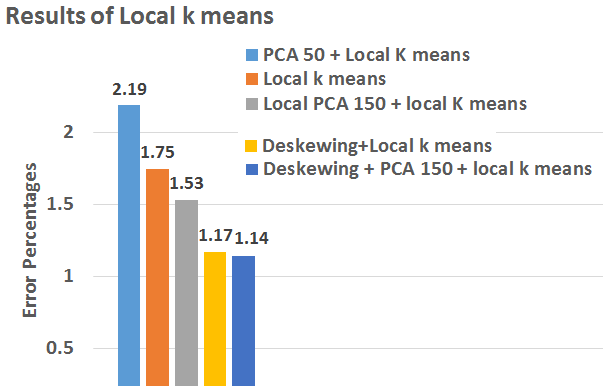 Results of Local k means
PCA 50 + Local K means
Local k means
Local PCA 150 + local K means
Deskewing+Local k means
Deskewing + PCA 150 + local k means
2.19
1.75
1.53
1.17
1.14
2
1.5
1
0.5
Error Percentages